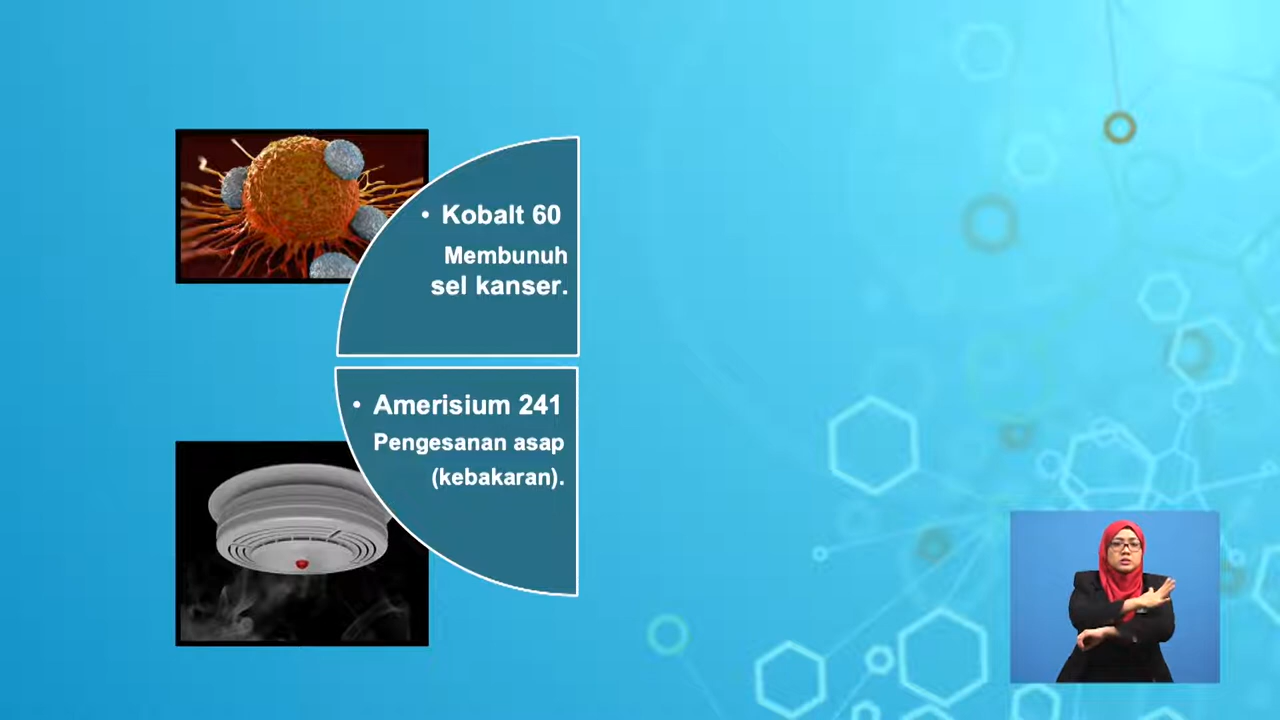 • Kobalt 60
Membunuh
sel kanser.
• Amerisium 241
Pengesanan asap
(kebakaran).